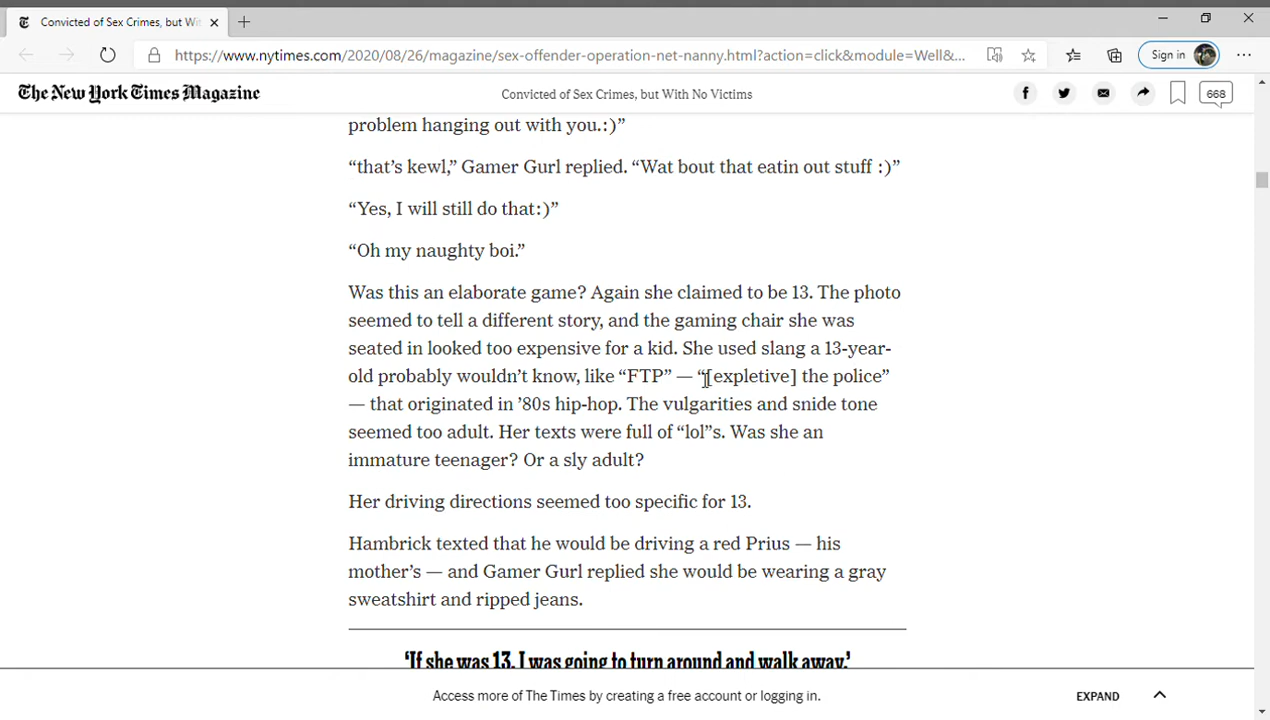 Convicted of Sex Crimes, but Wit
https://www.nytimes.com/2020/08/26/magazine/sex-offender-operation-net-nanny.html?action=click&module=Well&...
Sign in
The New York Times Magazine
Convicted of Sex Crimes, but With No Victims
668
problem hanging out with you.:)”
“that’s kewl,” Gamer Gurl replied. “Wat bout that eatin out stuff :)”
“Yes, I will still do that:)”
“Oh my naughty boi.”
Was this an elaborate game? Again she claimed to be 13. The photo
seemed to tell a different story, and the gaming chair she was
seated in looked too expensive for a kid. She used slang a 13-year-
old probably wouldn’t know, like “FTP” — “[expletive] the police”
— that originated in ’80s hip-hop. The vulgarities and snide tone
seemed too adult. Her texts were full of “lol”s. Was she an
immature teenager? Or a sly adult?
Her driving directions seemed too specific for 13.
Hambrick texted that he would be driving a red Prius — his
mother’s — and Gamer Gurl replied she would be wearing a gray
sweatshirt and ripped jeans.
‘If she was 13, I was going to turn around and walk away.’
Access more of The Times by creating a free account or logging in.
EXPAND